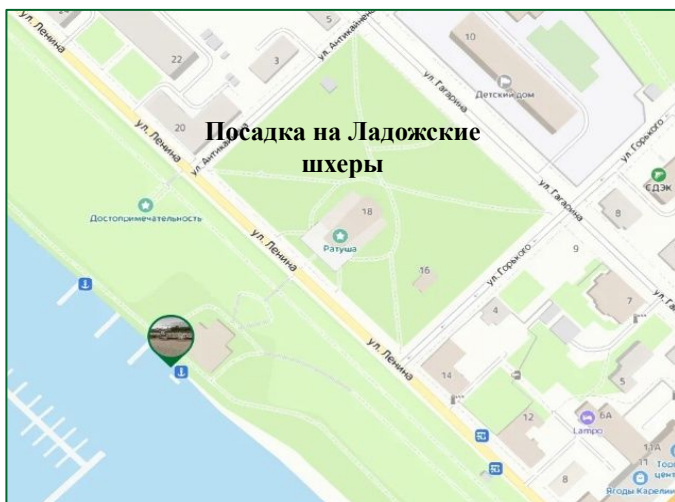 ул. Ленина
5
ул. Антикайнена
22
3
10
Детский дом
ул. Гагарина
20
Посадка на Ладожские
шхеры
ул. Ленина
ул. Антикайнена
ул. Горького
СДЭК
Достопримечательность
18
ул. Гагарина
8
Ратуша
ул. Ленина
ул. Горького
9
16
7
4
ул. Ленина
14
5
12
6А
Lampo
11А
11
8
Ягоды Карелии